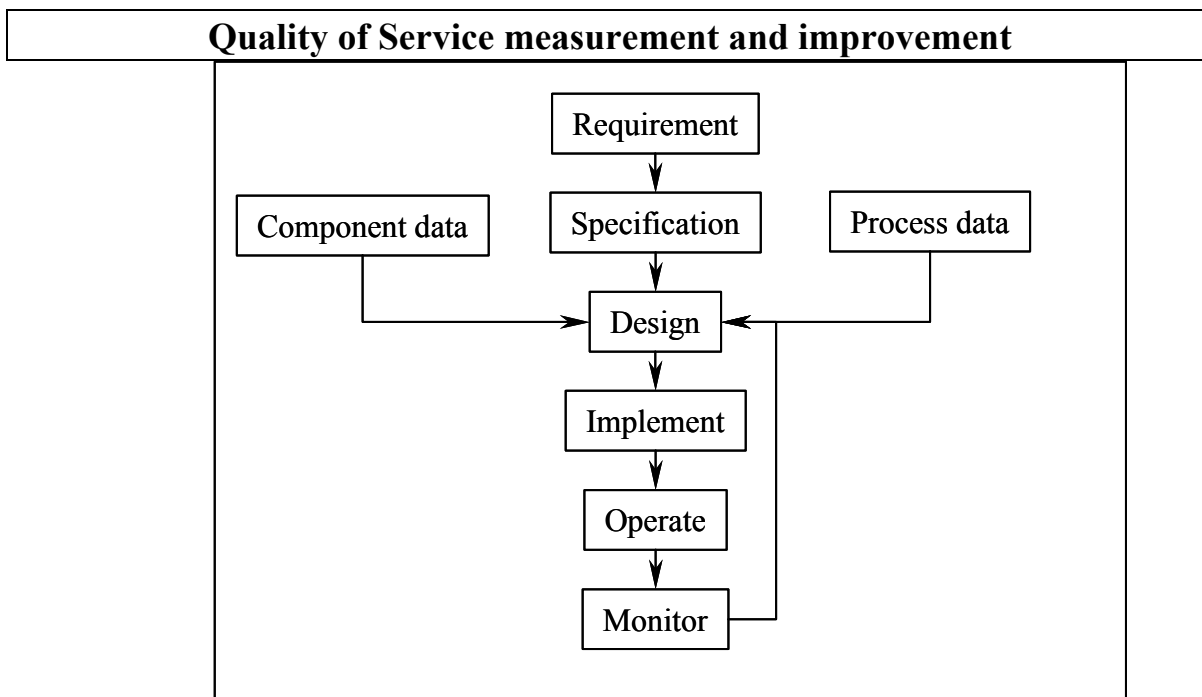 Quality of Service measurement and improvement
Requirement
Component data
Specification
Process data
Design
Implement
Operate
Monitor